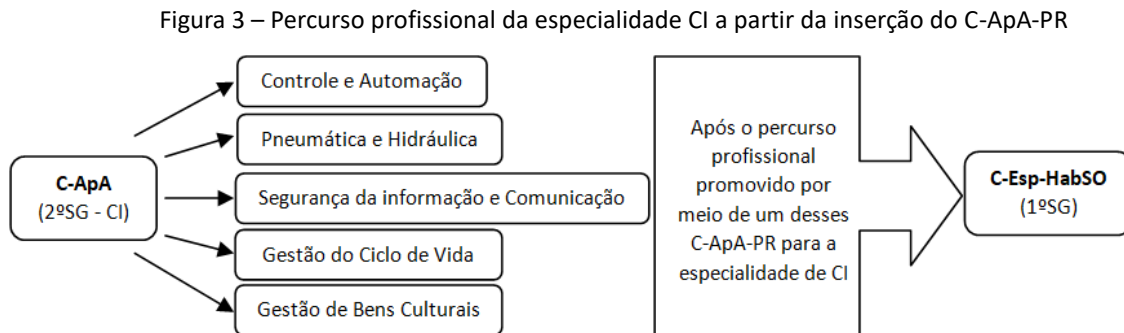 Figura 3 – Percurso profissional da especialidade CI a partir da inserção do C-ApA-PR
C-ApA
(2ºSG - CI)
Controle e Automação
Pneumática e Hidráulica
Segurança da informação e Comunicação
Gestão do Ciclo de Vida
Gestão de Bens Culturais
Após o percurso
profissional
promovido por
meio de um desses
C-ApA-PR para a
especialidade de CI
C-Esp-HabSO
(1ºSG)